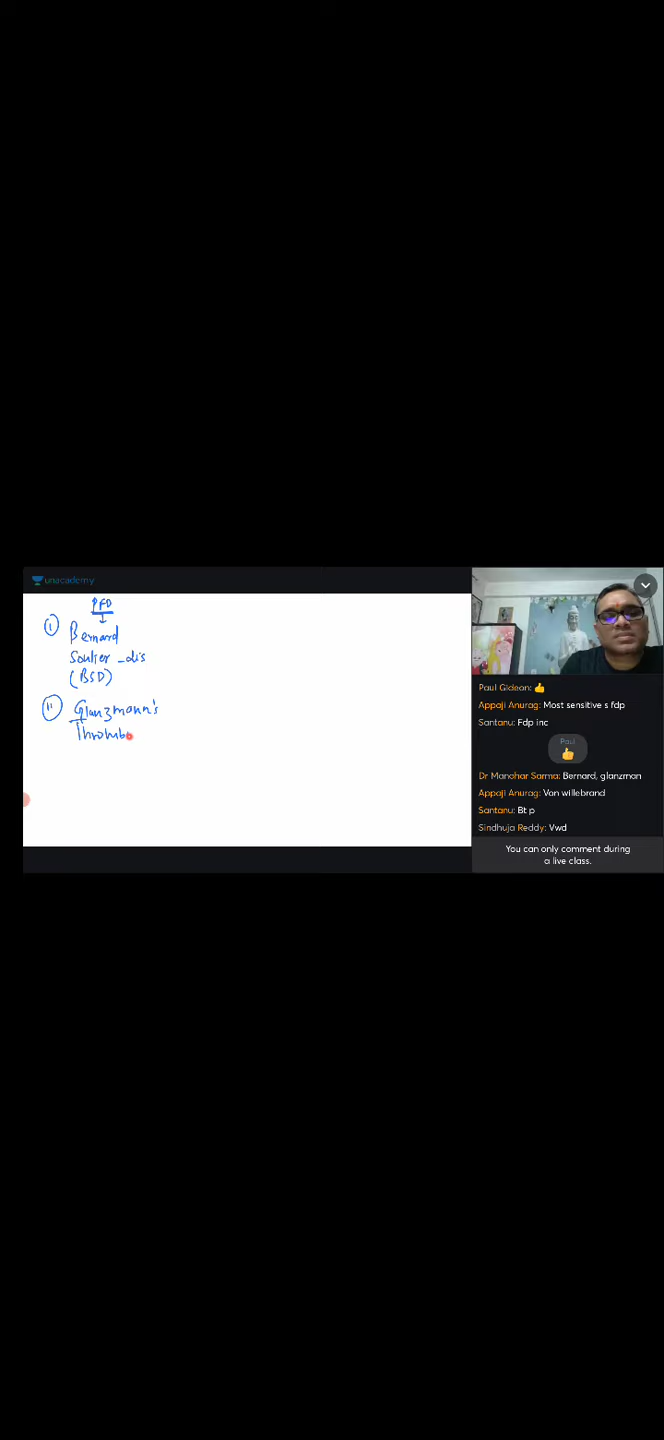 unacademy
PFD
(i) Bernard
Soulier - dis
(BSD)
(ii) Glanzmann's
Thrombo
Paul Gideon: 👍
Appaji Anurag: Most sensitive s fdp
Santanu: Fdp inc
Paul
👍
Dr Manohar Sarma: Bernard, glanzman
Appaji Anurag: Von willebrand
Santanu: Bt p
Sindhuja Reddy: Vwd
You can only comment during
a live class.